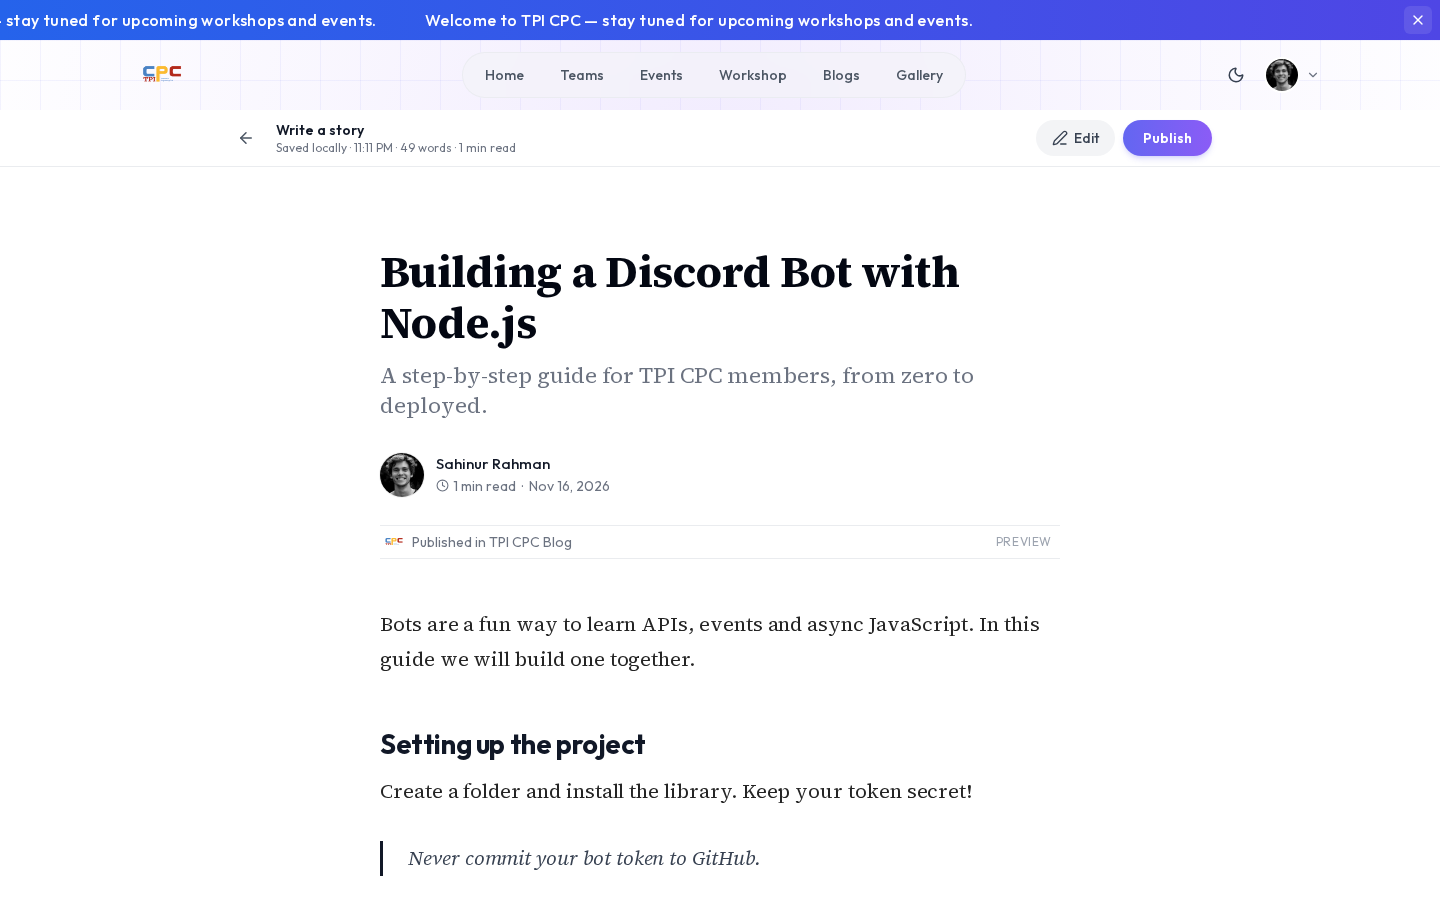 - stay tuned for upcoming workshops and events. Welcome to TPI CPC — stay tuned for upcoming workshops and events.
CPC
TPI
Home Teams Events Workshop Blogs Gallery
Write a story
Saved locally · 11:11 PM · 49 words · 1 min read
Edit Publish
Building a Discord Bot with
Node.js
A step-by-step guide for TPI CPC members, from zero to
deployed.
Sahinur Rahman
1 min read · Nov 16, 2026
CPC Published in TPI CPC Blog PREVIEW
Bots are a fun way to learn APIs, events and async JavaScript. In this
guide we will build one together.
Setting up the project
Create a folder and install the library. Keep your token secret!
Never commit your bot token to GitHub.